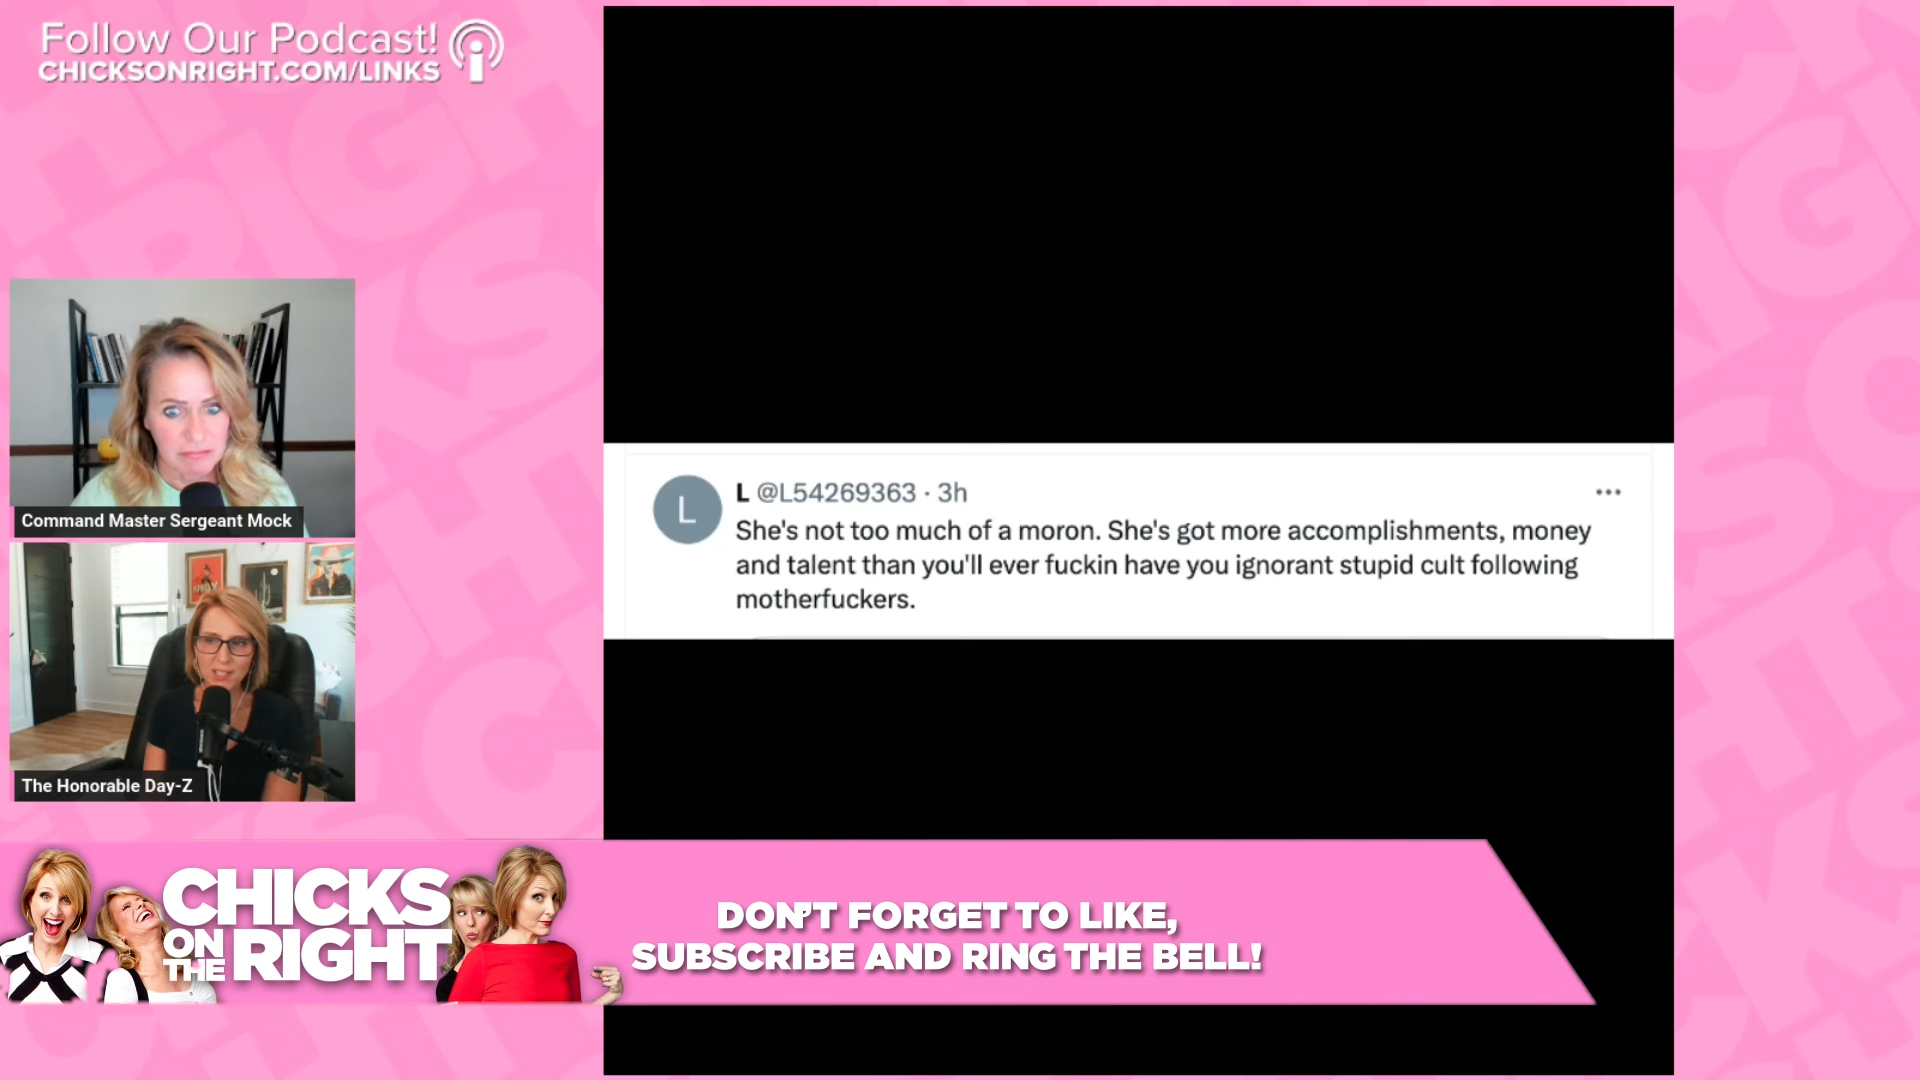 Follow Our Podcast!
CHICKSONRIGHT.COM/LINKS
Command Master Sergeant Mock
The Honorable Day-Z
L
L @L54269363 · 3h
She's not too much of a moron. She's got more accomplishments, money
and talent than you'll ever fuckin have you ignorant stupid cult following
motherfuckers.
CHICKS
ON
THE RIGHT
DON'T FORGET TO LIKE,
SUBSCRIBE AND RING THE BELL!